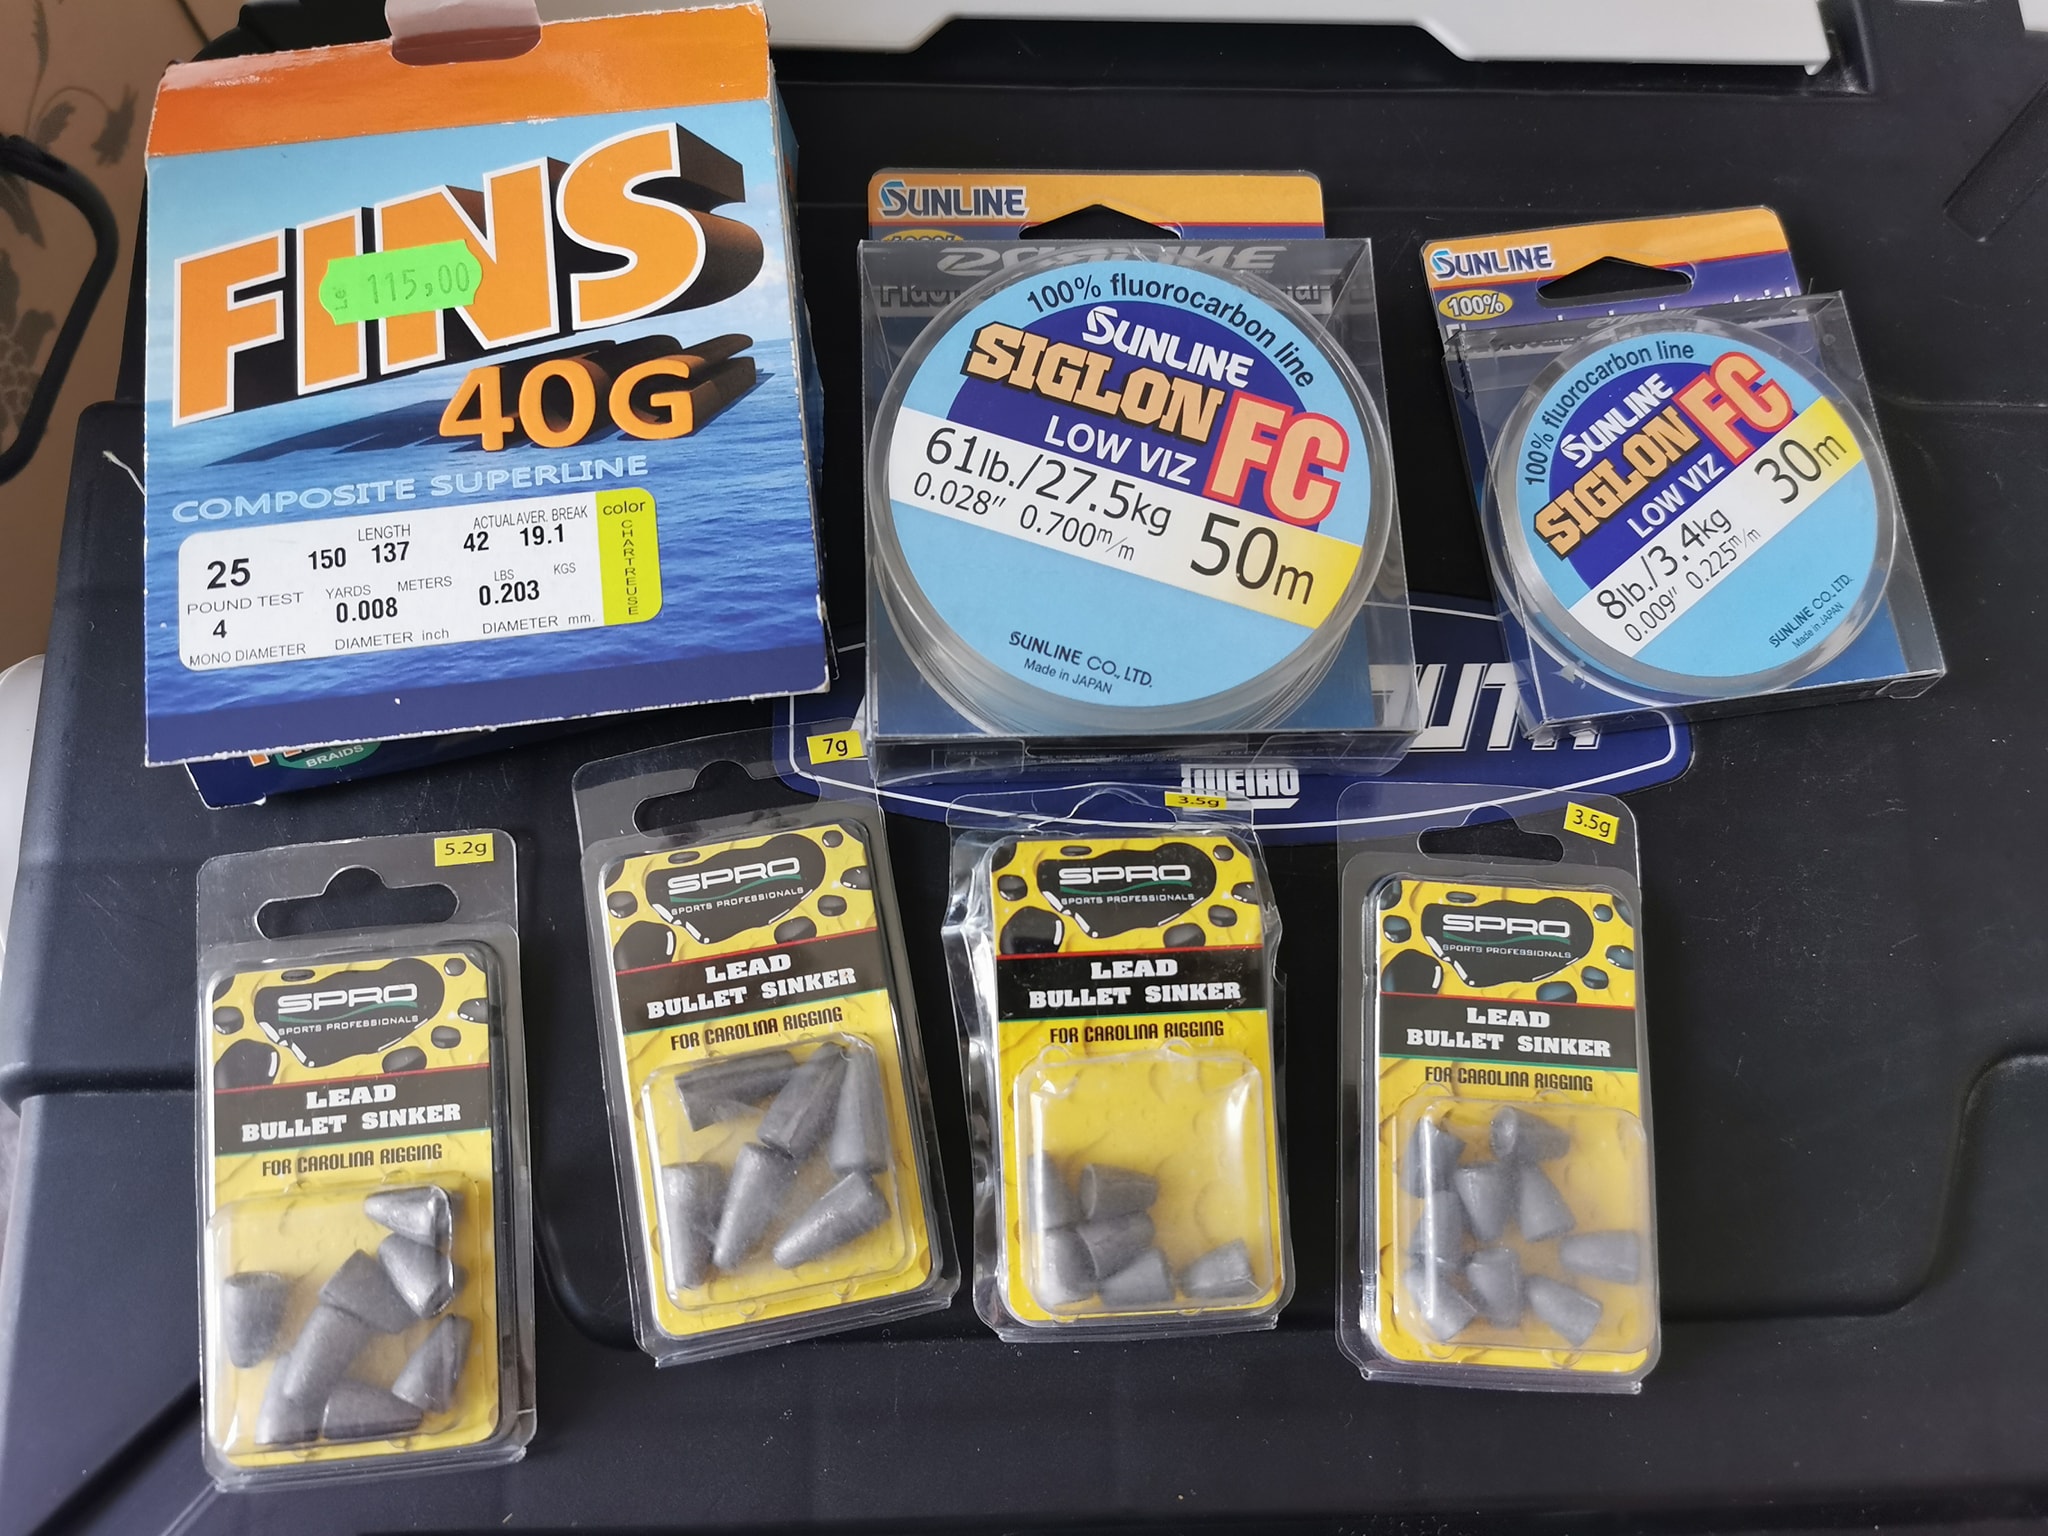 FINS
Le 115,00
40G
COMPOSITE SUPERLINE
25
POUND TEST
4
MONO DIAMETER
LENGTH
150 137
YARDS METERS
0.008
DIAMETER inch
ACTUAL AVER. BREAK
42 19.1
LBS KGS
0.203
DIAMETER mm.
color
CHARTREUSE
BRAIDS
SUNLINE
100% fluorocarbon line
SUNLINE
SIGLON FC
LOW VIZ
61lb./27.5kg
0.028" 0.700m/m
50m
SUNLINE CO., LTD.
Made in JAPAN
SUNLINE
100%
100% fluorocarbon line
SUNLINE
SIGLON FC
LOW VIZ
30m
8lb./3.4kg
0.009" 0.225m/m
SUNLINE CO., LTD.
Made in JAPAN
MEIHO
5.2g
SPRO
SPORTS PROFESSIONALS
LEAD
BULLET SINKER
FOR CAROLINA RIGGING
7g
SPRO
SPORTS PROFESSIONALS
LEAD
BULLET SINKER
FOR CAROLINA RIGGING
3.5g
SPRO
SPORTS PROFESSIONALS
LEAD
BULLET SINKER
FOR CAROLINA RIGGING
3.5g
SPRO
SPORTS PROFESSIONALS
LEAD
BULLET SINKER
FOR CAROLINA RIGGING